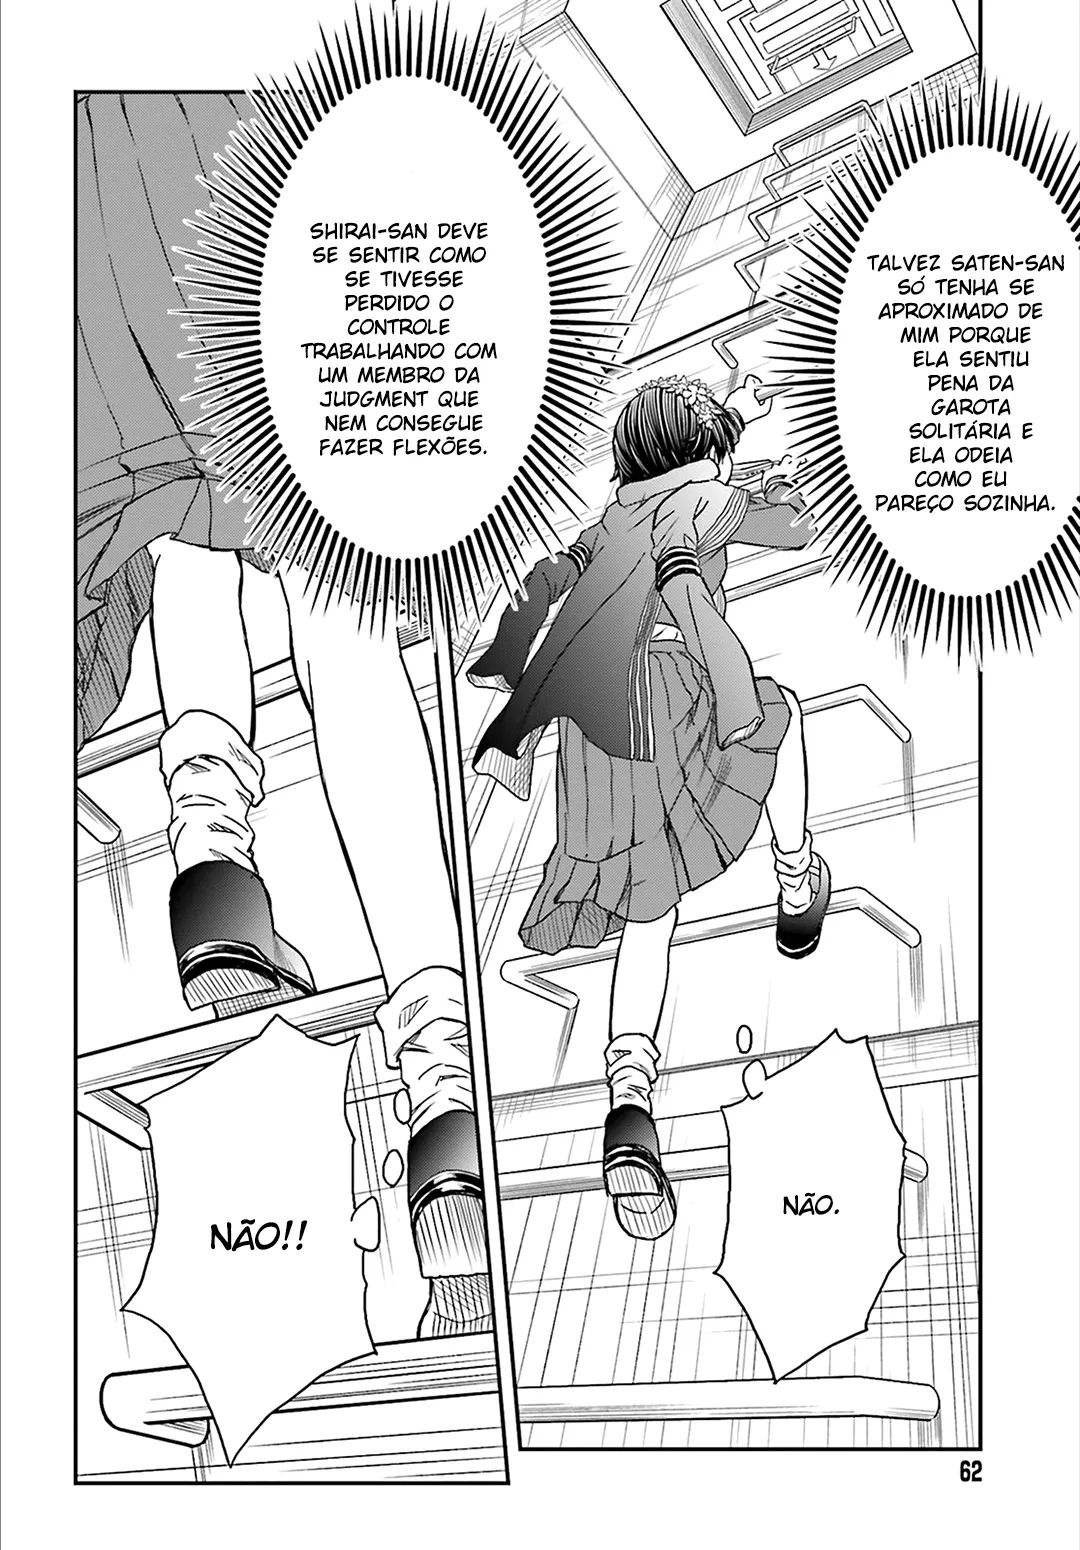 TALVEZ SATEN-SAN
SÓ TENHA SE
APROXIMADO DE
MIM PORQUE
ELA SENTIU
PENA DA
GAROTA
SOLITÁRIA E
ELA ODEIA
COMO EU
PAREÇO SOZINHA.
NÃO.
SHIRAI-SAN DEVE
SE SENTIR COMO
SE TIVESSE
PERDIDO O
CONTROLE
TRABALHANDO COM
UM MEMBRO DA
JUDGMENT QUE
NEM CONSEGUE
FAZER FLEXÕES.
NÃO!!
62